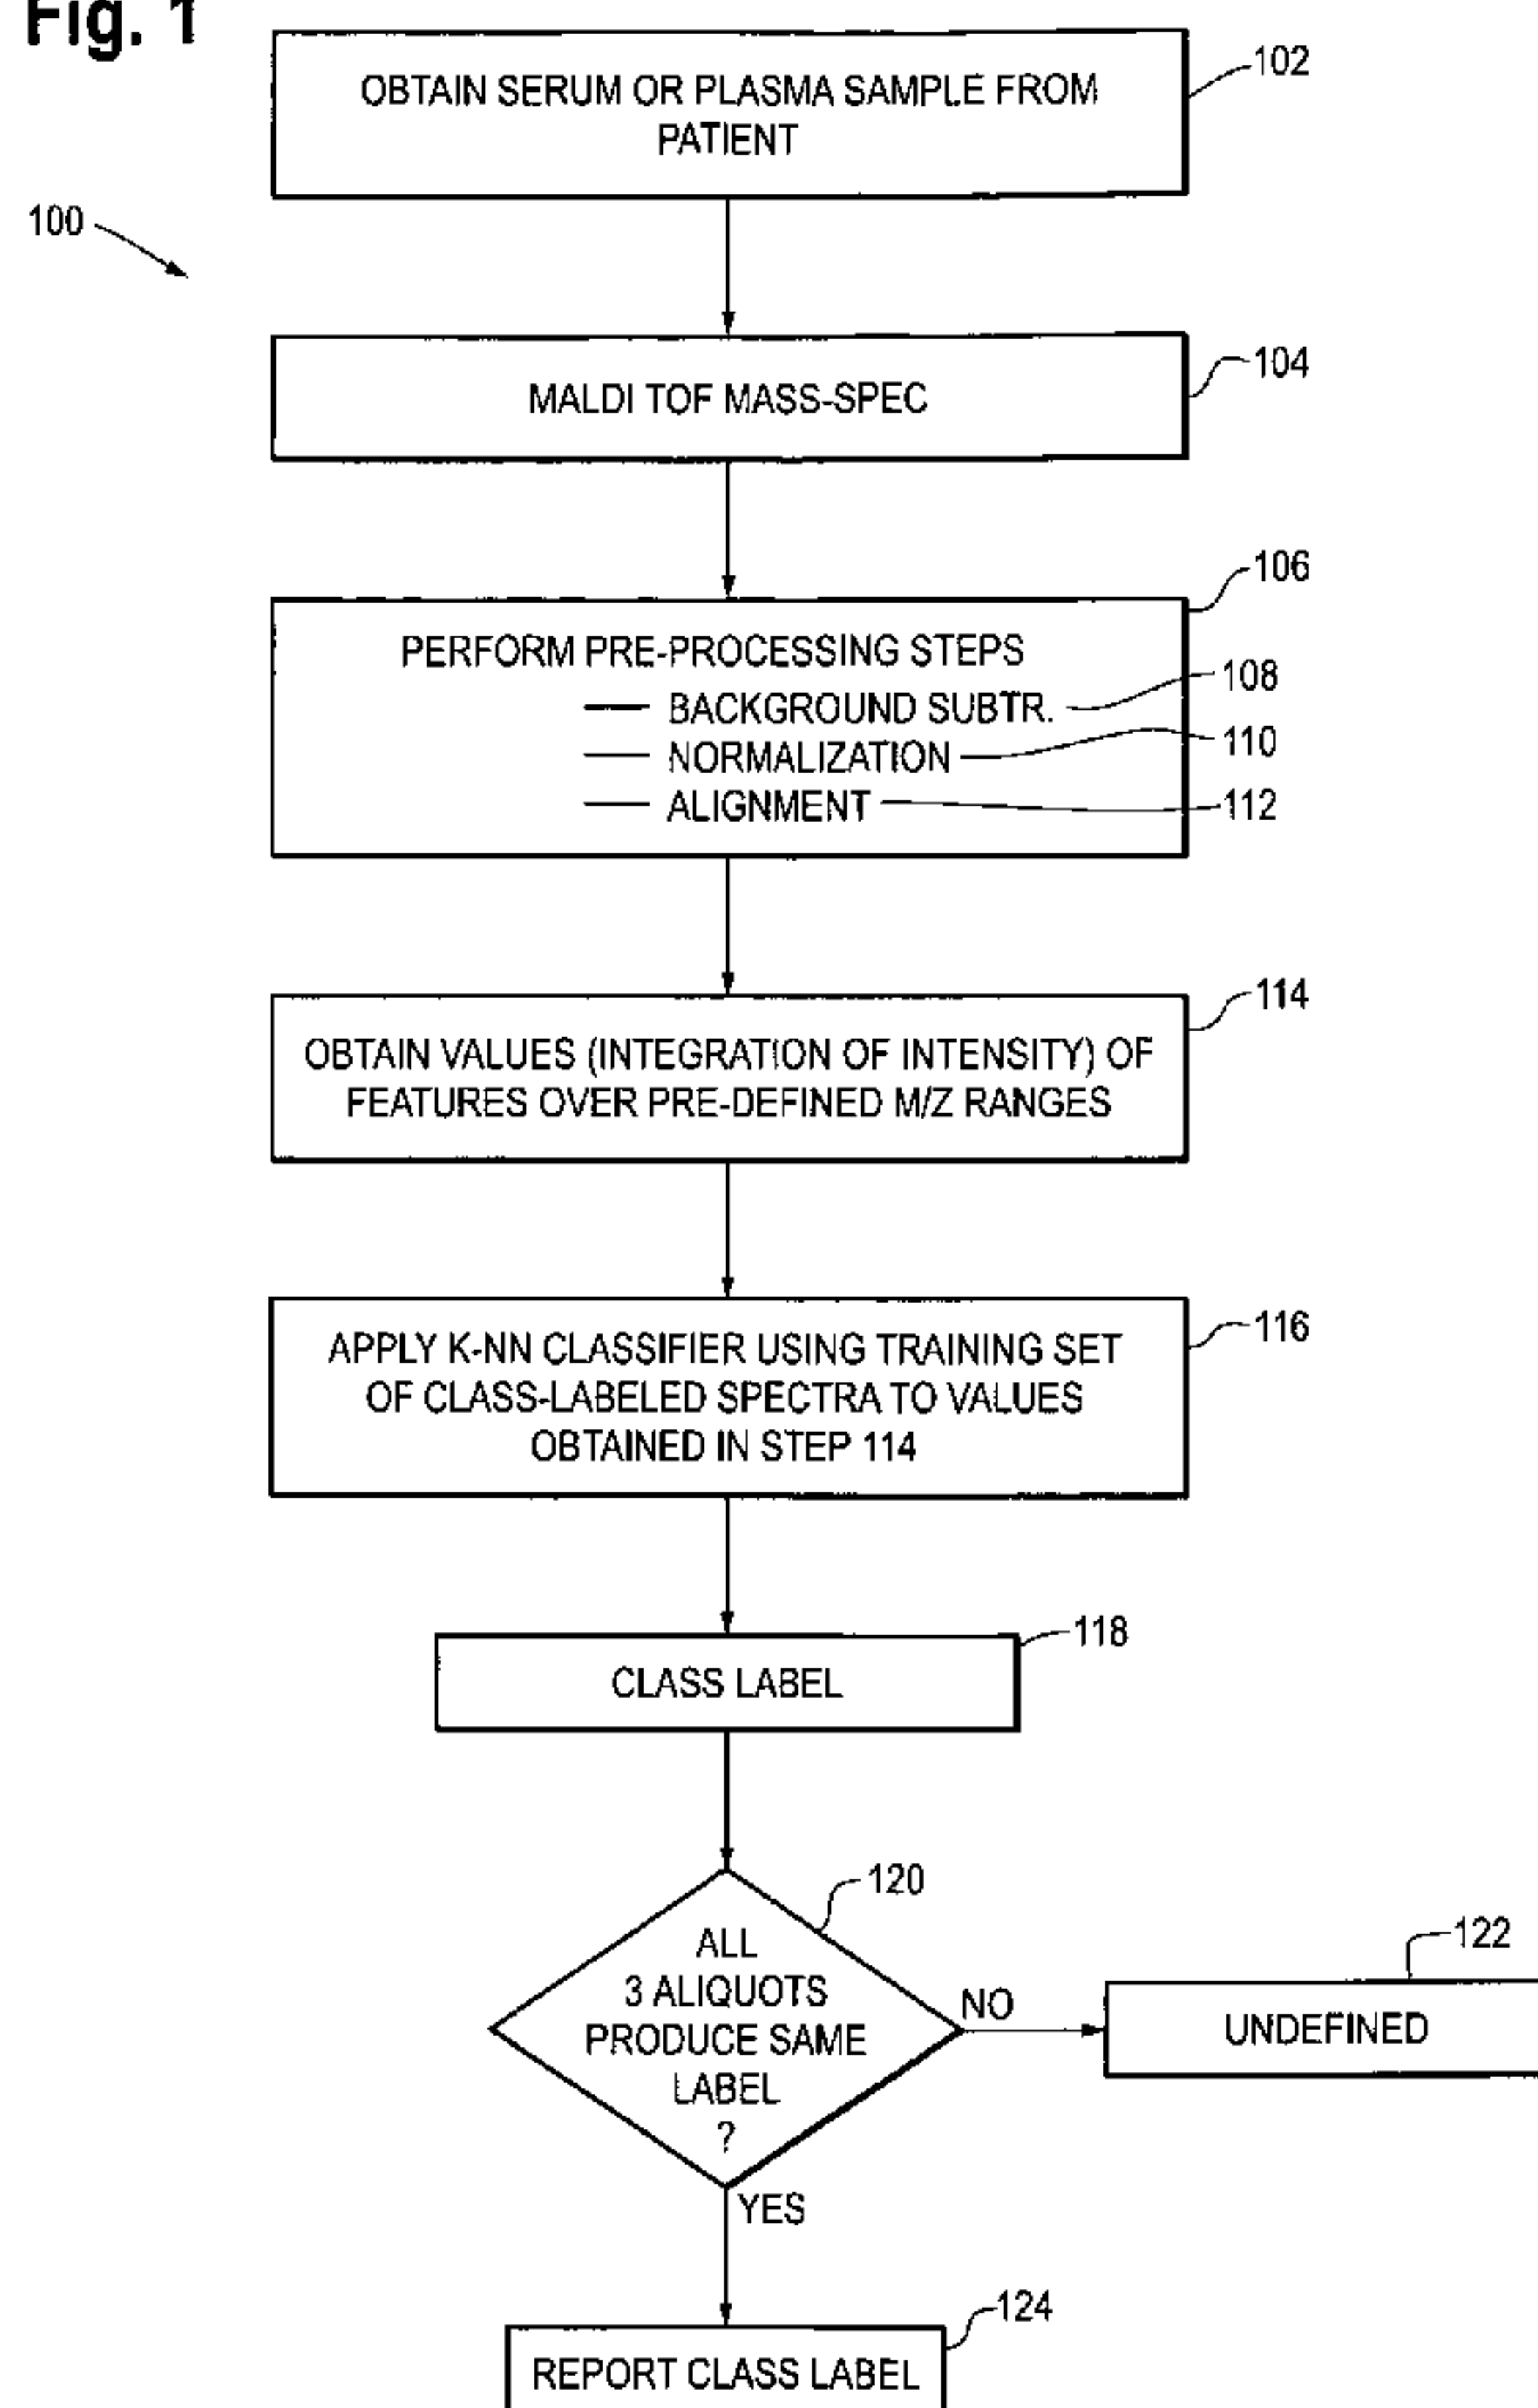 Fig. 1
OBTAIN SERUM OR PLASMA SAMPLE FROM
PATIENT
102
100
MALDI TOF MASS-SPEC
104
106
PERFORM PRE-PROCESSING STEPS
— BACKGROUND SUBTR.
108
— NORMALIZATION
110
— ALIGNMENT
112
114
OBTAIN VALUES (INTEGRATION OF INTENSITY) OF
FEATURES OVER PRE-DEFINED M/Z RANGES
116
APPLY K-NN CLASSIFIER USING TRAINING SET
OF CLASS-LABELED SPECTRA TO VALUES
OBTAINED IN STEP 114
118
CLASS LABEL
120
ALL
3 ALIQUOTS
PRODUCE SAME
LABEL
?
NO
122
UNDEFINED
YES
124
REPORT CLASS LABEL